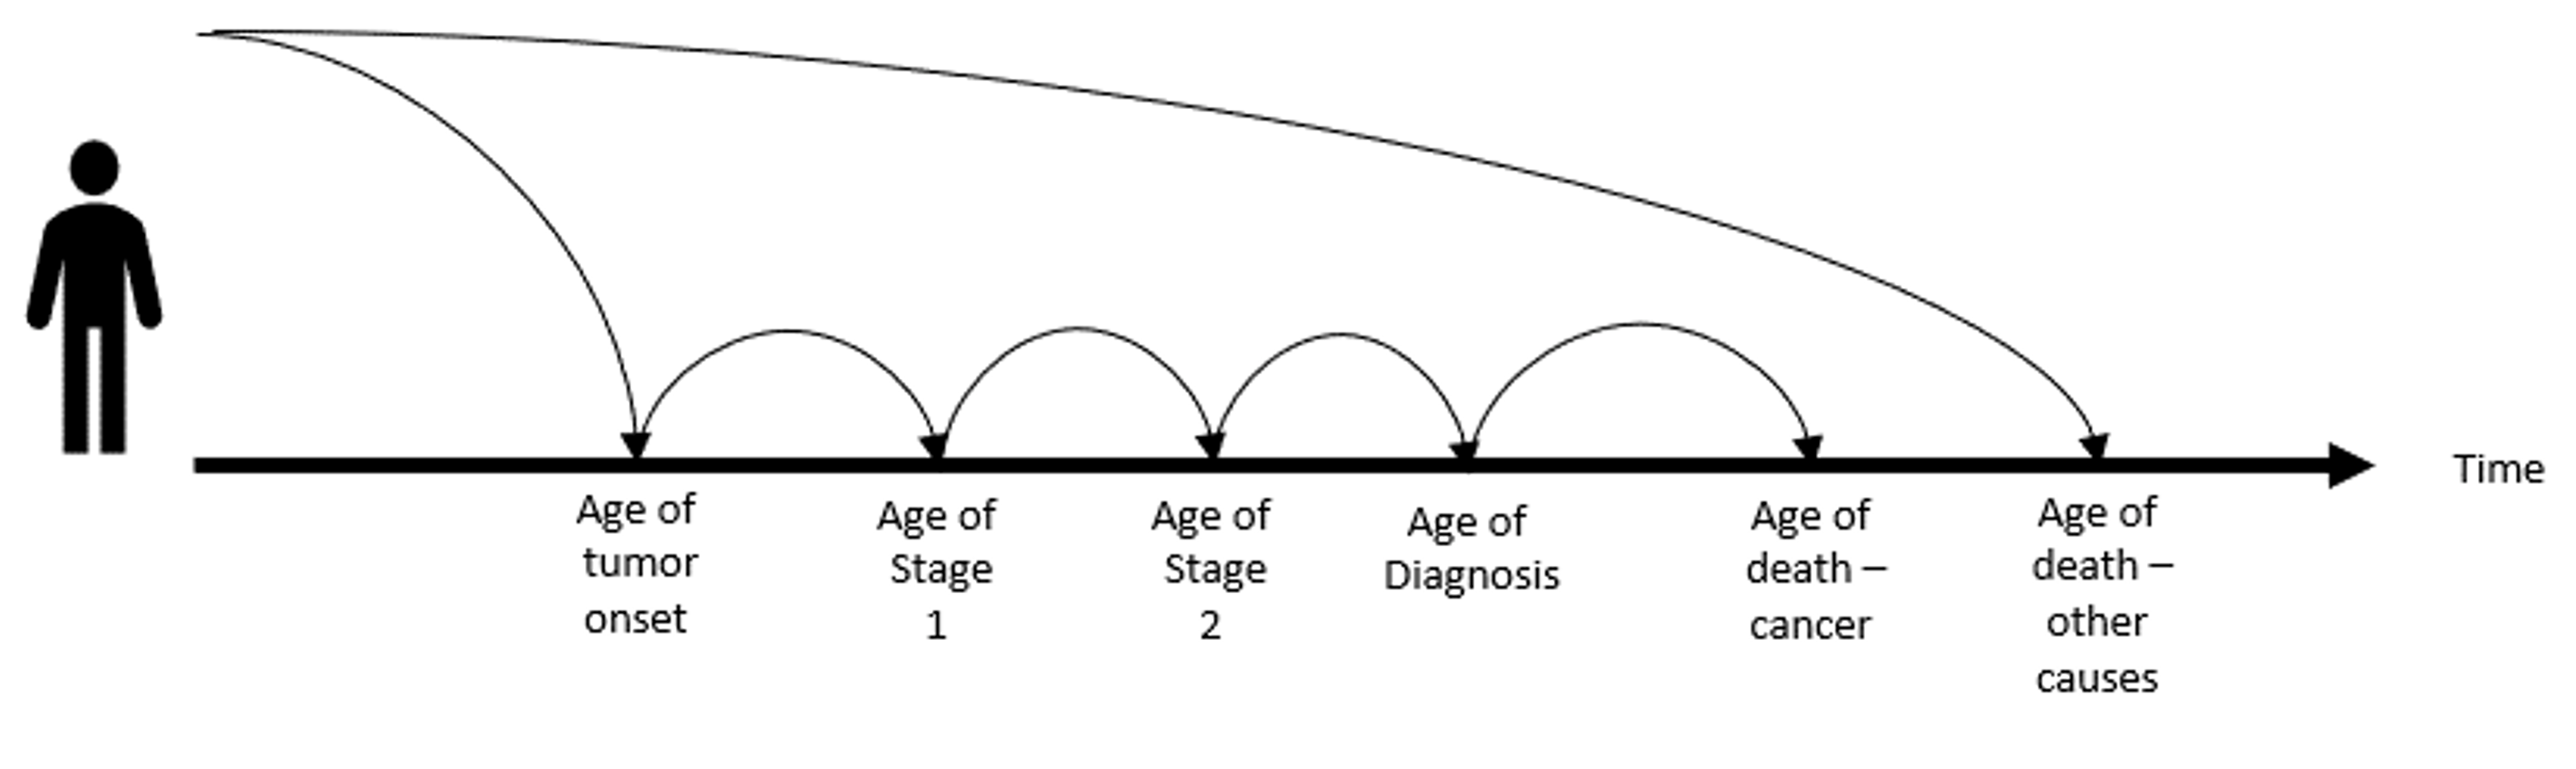 Time
Age of
tumor
onset
Age of
Stage
1
Age of
Stage
2
Age of
Diagnosis
Age of
death –
cancer
Age of
death –
other
causes